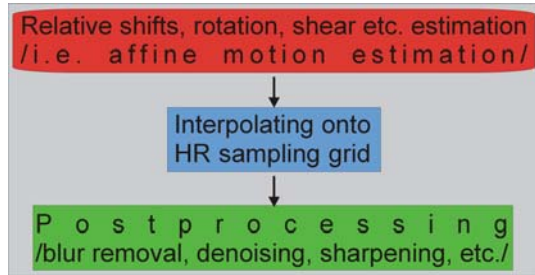 Relative shifts, rotation, shear etc. estimation
/i.e. affine motion estimation/
Interpolating onto
HR sampling grid
Postprocessing
/blur removal, denoising, sharpening, etc./